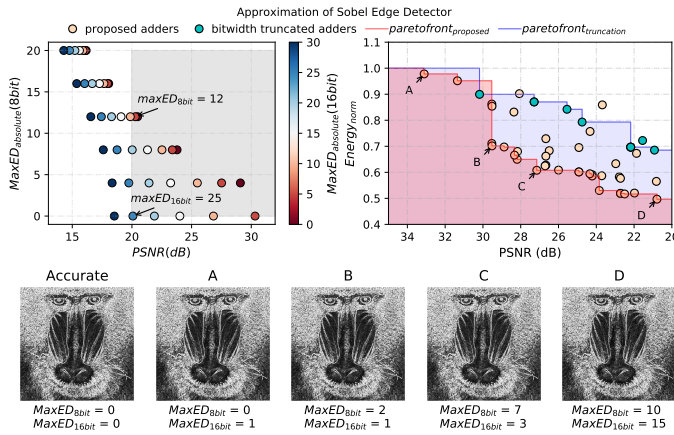 Approximation of Sobel Edge Detector
proposed adders bitwidth truncated adders paretofront_proposed paretofront_truncation
MaxED_absolute(8bit)
20
15
10
5
0
maxED_8bit = 12
maxED_16bit = 25
15 20 25 30
PSNR(dB)
30
25
20
15
10
5
0
MaxED_absolute(16bit)
Energy_norm
1.1
1.0
0.9
0.8
0.7
0.6
0.5
0.4
A
B
C
D
34 32 30 28 26 24 22 20
PSNR (dB)
Accurate A B C D
MaxED_8bit = 0 MaxED_8bit = 0 MaxED_8bit = 2 MaxED_8bit = 7 MaxED_8bit = 10
MaxED_16bit = 0 MaxED_16bit = 1 MaxED_16bit = 1 MaxED_16bit = 3 MaxED_16bit = 15